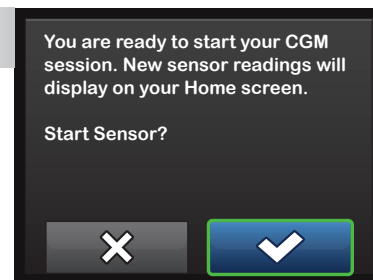 You are ready to start your CGM
session. New sensor readings will
display on your Home screen.
Start Sensor?